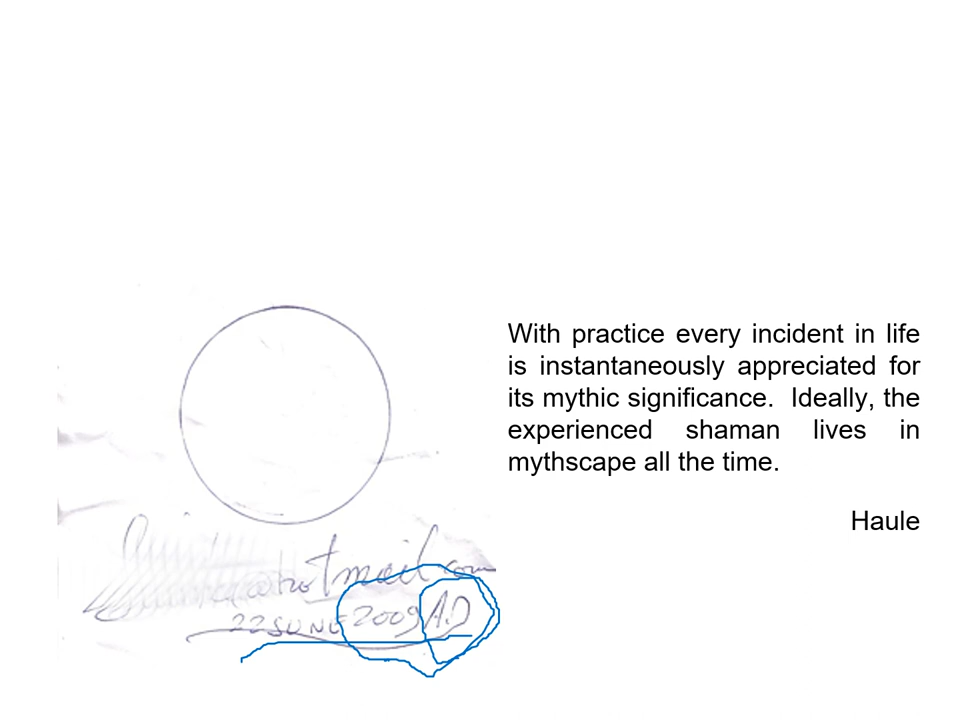 With practice every incident in life
is instantaneously appreciated for
its mythic significance. Ideally, the
experienced shaman lives in
mythscape all the time.
Haule
hotmail.com
22 JUNE 2009 A.D